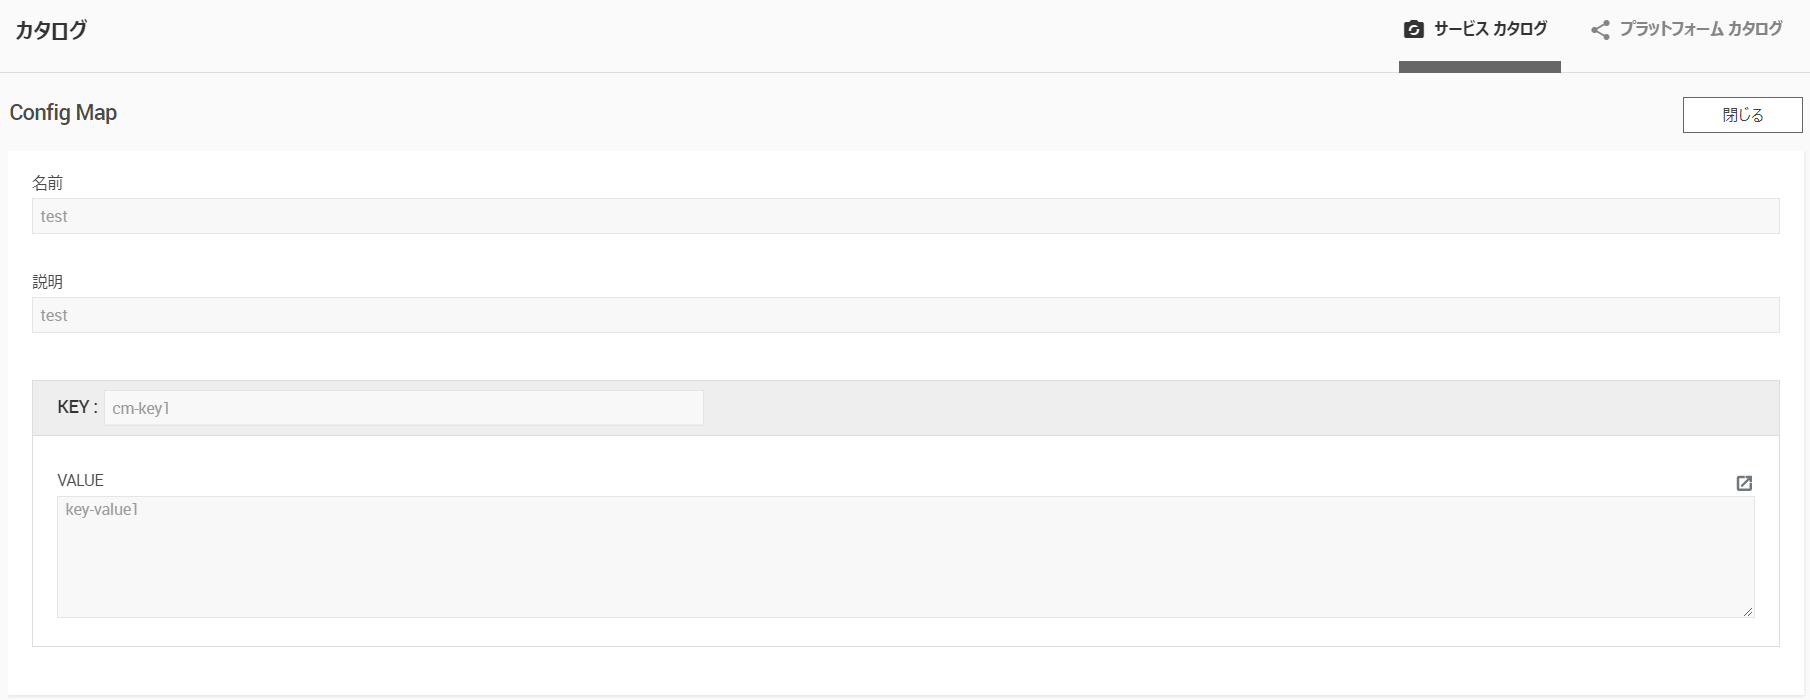 カタログ
サービス カタログ
プラットフォーム カタログ
Config Map
閉じる
名前
test
説明
test
KEY :
cm-key1
VALUE
key-value1